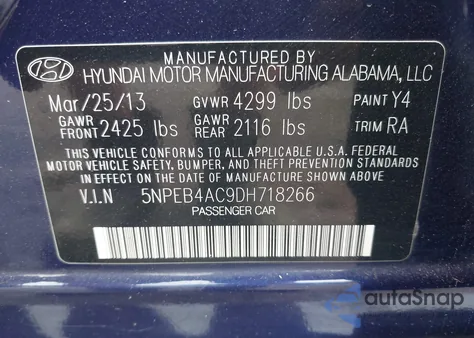 MANUFACTURED BY
HYUNDAI MOTOR MANUFACTURING ALABAMA, LLC
Mar/25/13 GVWR 4299 lbs PAINT Y4
GAWR FRONT 2425 lbs GAWR REAR 2116 lbs TRIM RA
THIS VEHICLE CONFORMS TO ALL APPLICABLE U.S.A FEDERAL
MOTOR VEHICLE SAFETY, BUMPER, AND THEFT PREVENTION STANDARDS
IN EFFECT ON THE DATE OF MANUFACTURE SHOWN ABOVE.
V.I.N 5NPEB4AC9DH718266
PASSENGER CAR
autoSnap